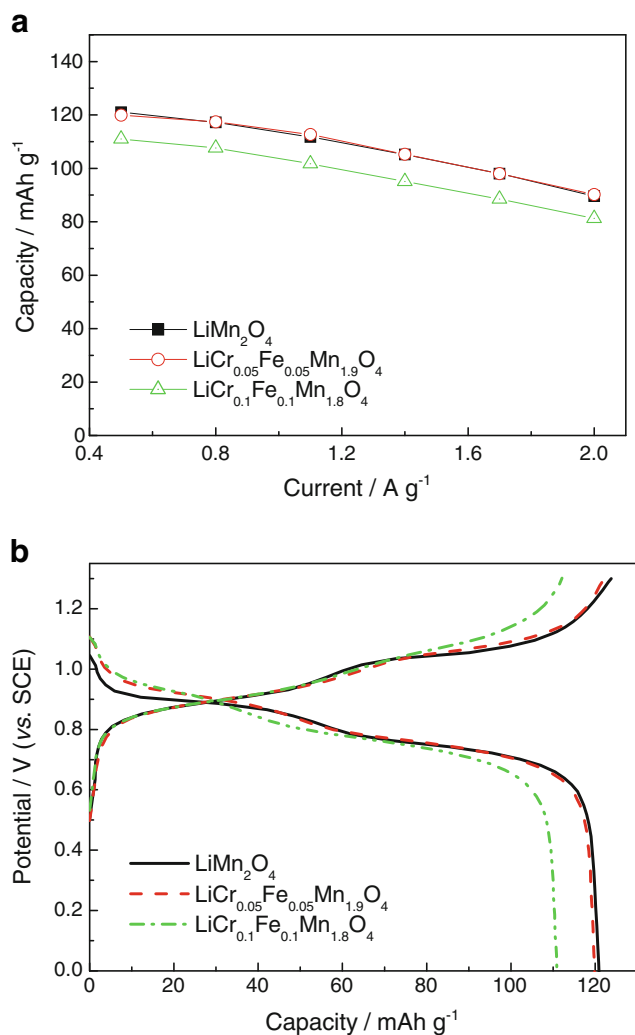 a
140
120
100
80
60
40
20
0
Capacity / mAh g⁻¹
LiMn₂O₄
LiCr₀.₀₅Fe₀.₀₅Mn₁.₉O₄
LiCr₀.₁Fe₀.₁Mn₁.₈O₄
0.4 0.8 1.2 1.6 2.0
Current / A g⁻¹
b
1.2
1.0
0.8
0.6
0.4
0.2
0.0
Potential / V (vs. SCE)
LiMn₂O₄
LiCr₀.₀₅Fe₀.₀₅Mn₁.₉O₄
LiCr₀.₁Fe₀.₁Mn₁.₈O₄
0 20 40 60 80 100 120
Capacity / mAh g⁻¹